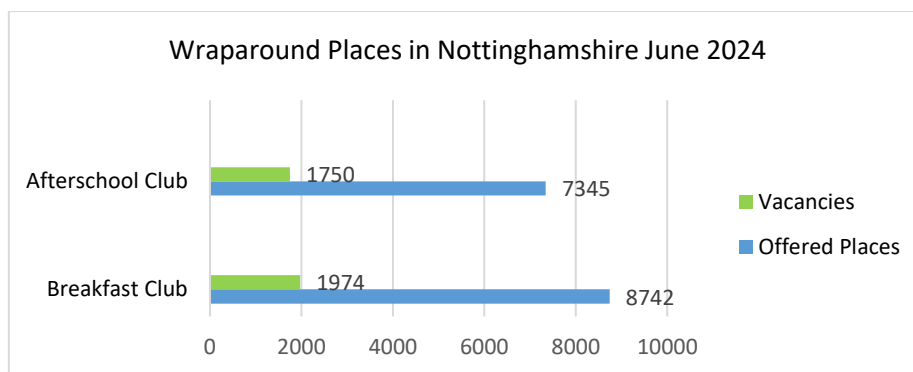 Wraparound Places in Nottinghamshire June 2024
Afterschool Club
1750
7345
Vacancies
Offered Places
Breakfast Club
1974
8742
0 2000 4000 6000 8000 10000